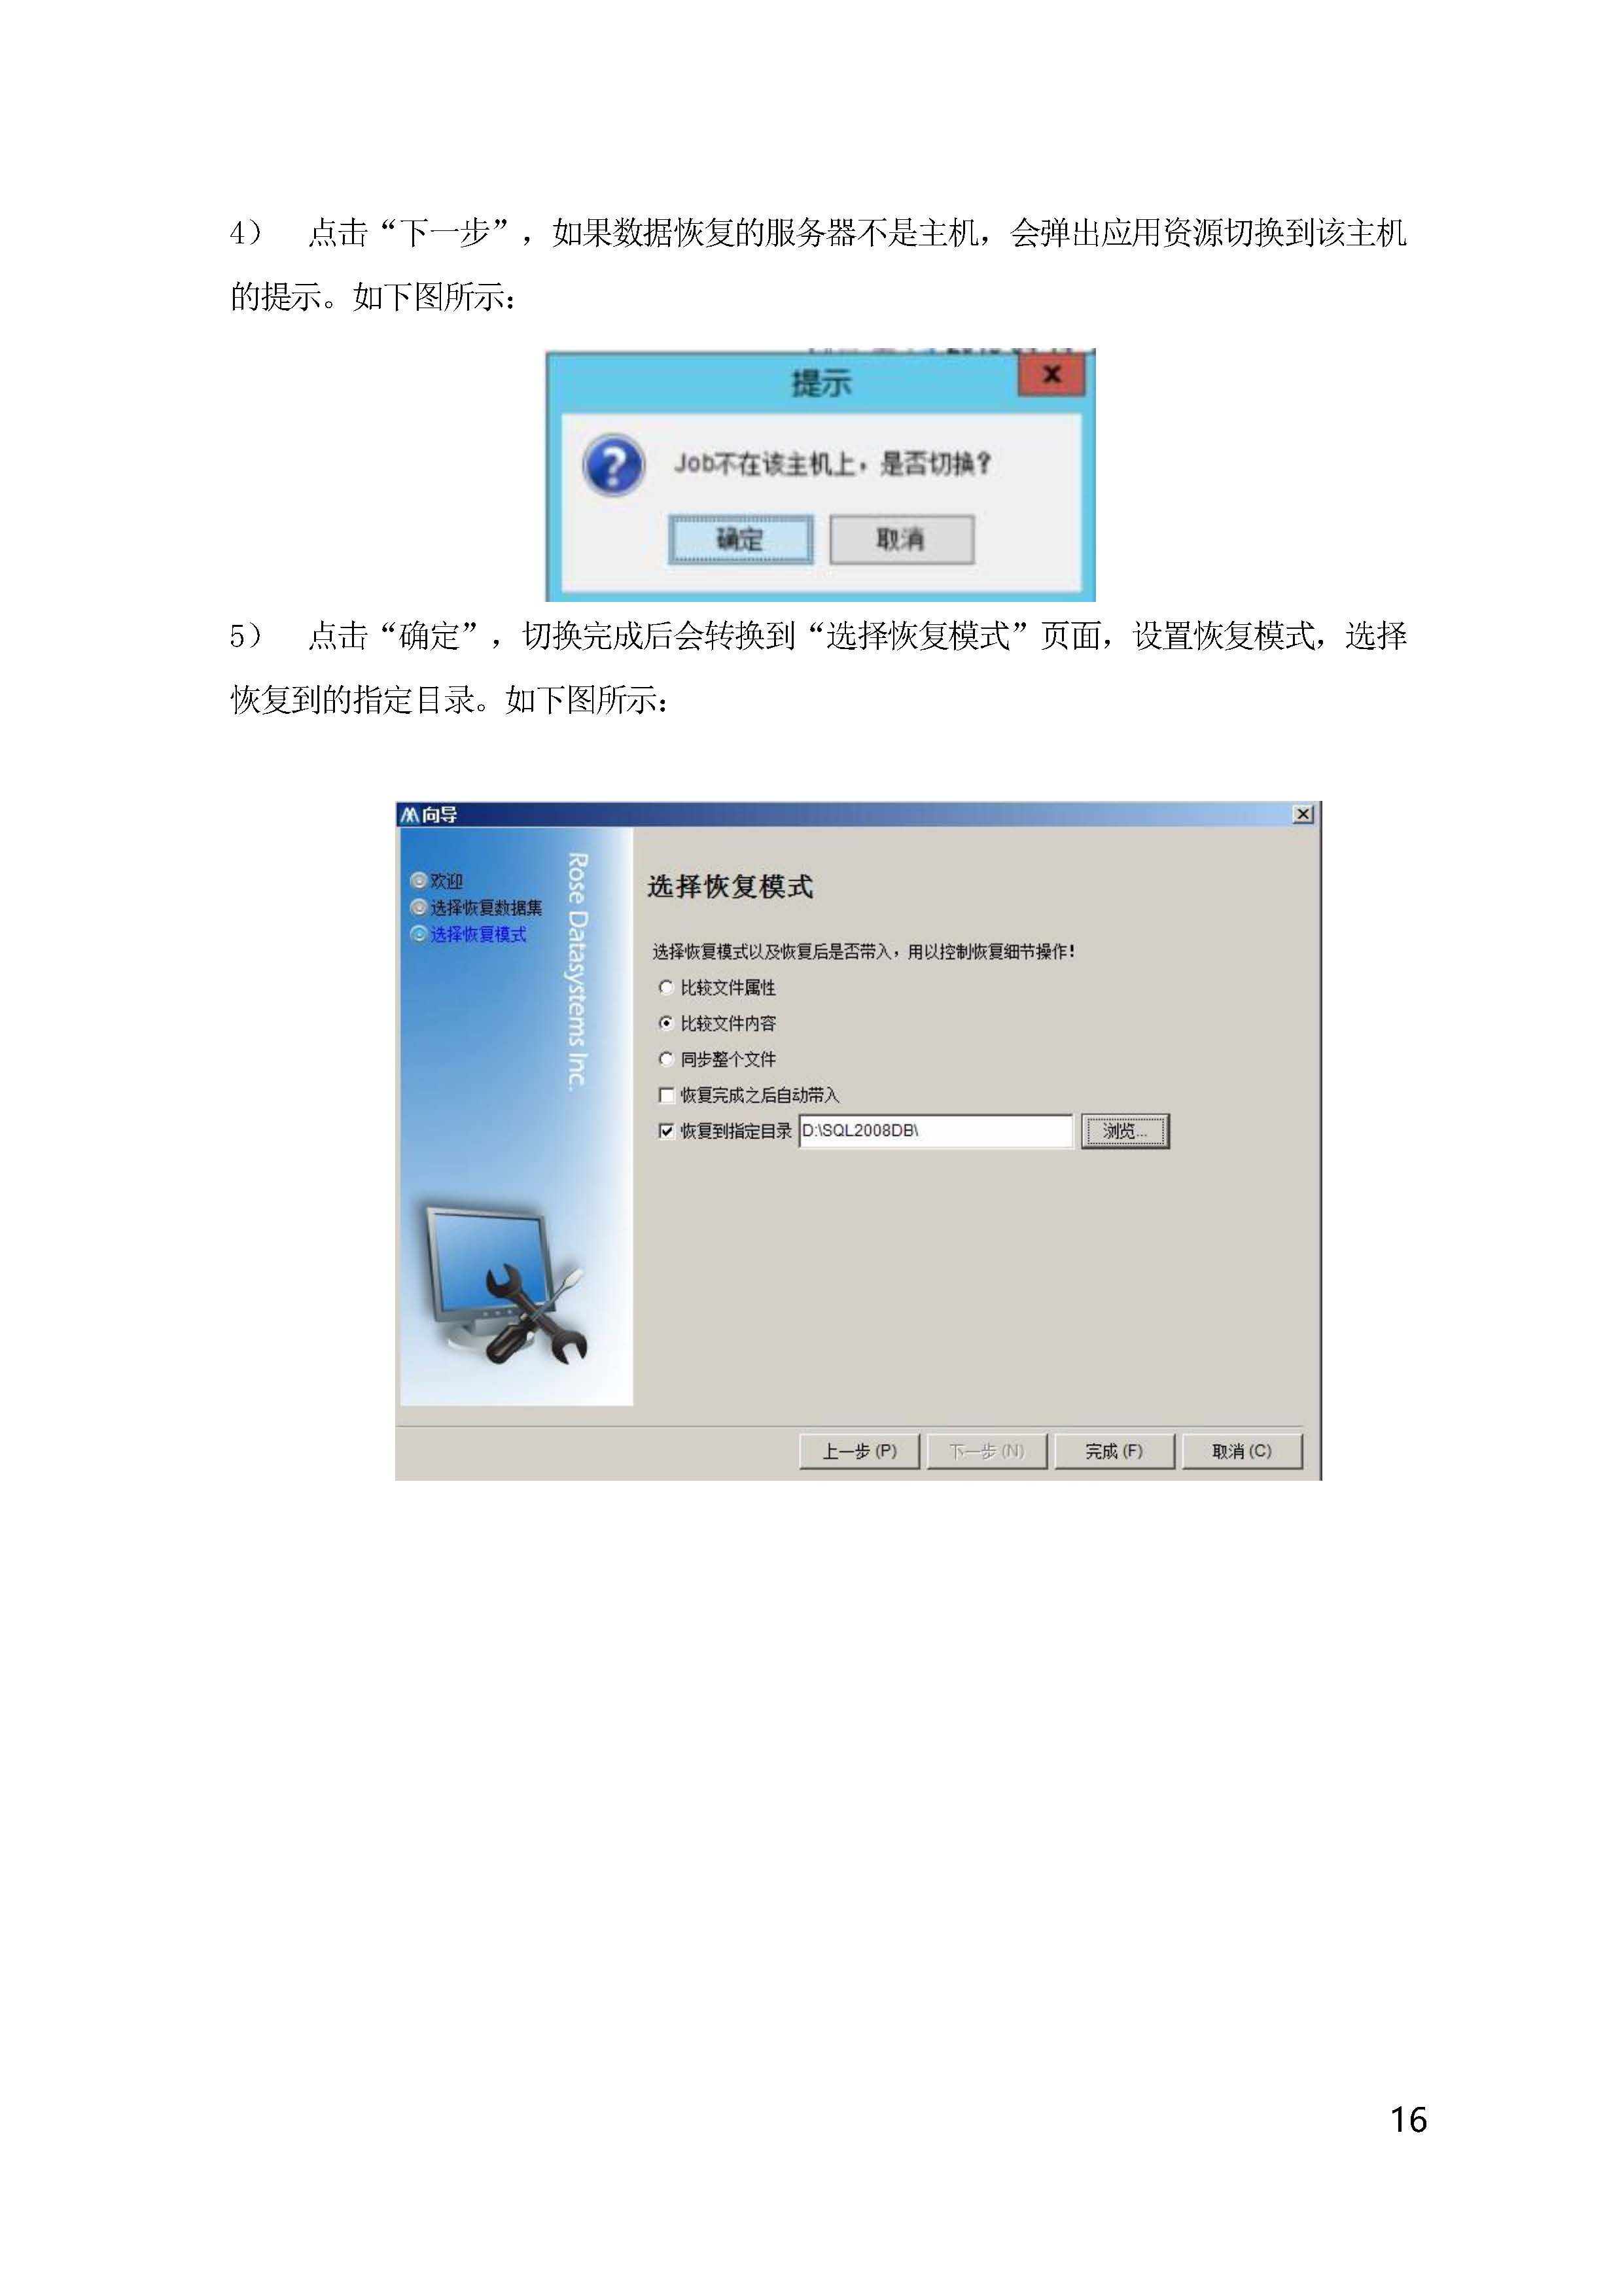 4） 点击“下一步”，如果数据恢复的服务器不是主机，会弹出应用资源切换到该主机
的提示。如下图所示：
提示
Job不在该主机上，是否切换？
确定 取消
5） 点击“确定”，切换完成后会转换到“选择恢复模式”页面，设置恢复模式，选择
恢复到的指定目录。如下图所示：
向导
欢迎
选择恢复数据集
选择恢复模式
Rose Datasystems Inc.
选择恢复模式
选择恢复模式以及恢复后是否带入，用以控制恢复细节操作！
比较文件属性
比较文件内容
同步整个文件
恢复完成之后自动带入
恢复到指定目录 D:\SQL2008DB\ 浏览...
上一步 (P) 下一步 (N) 完成 (F) 取消 (C)
16